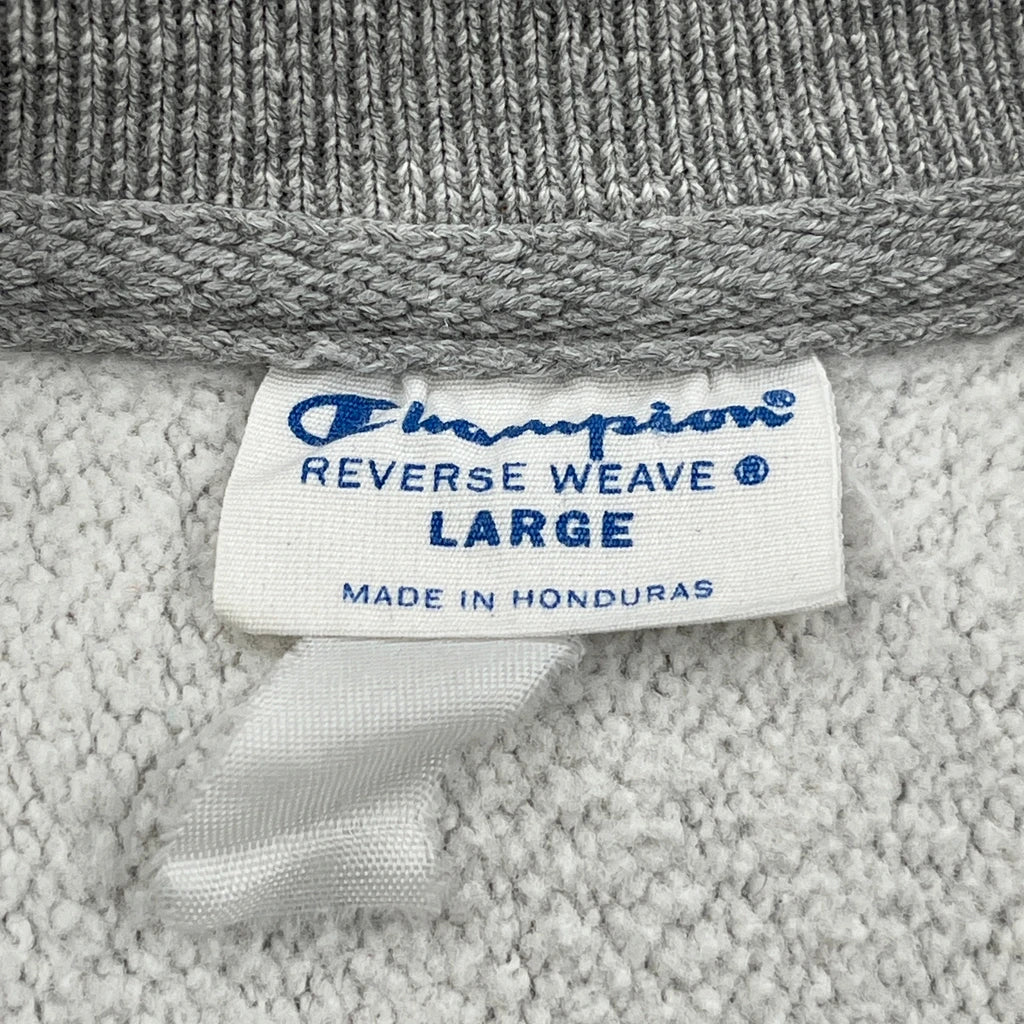 Champion®
REVERSE WEAVE ®
LARGE
MADE IN HONDURAS